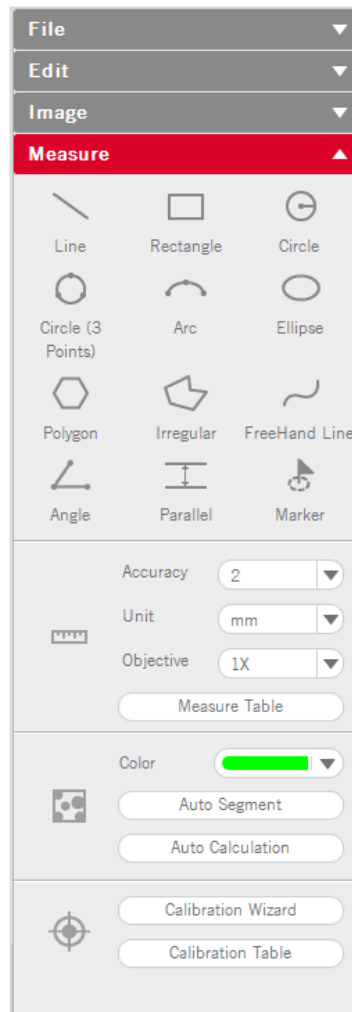 File
Edit
Image
Measure
Line Rectangle Circle
Circle (3 Arc Ellipse
Points)
Polygon Irregular FreeHand Line
Angle Parallel Marker
Accuracy 2
Unit mm
Objective 1X
Measure Table
Color
Auto Segment
Auto Calculation
Calibration Wizard
Calibration Table